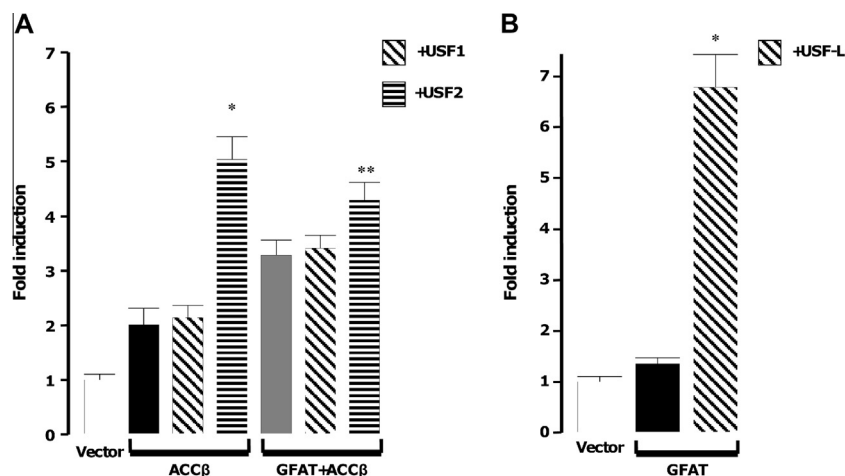 A
Fold induction
7
6
5
4
3
2
1
0
+USF1
+USF2
*
**
Vector
ACCβ
GFAT+ACCβ
B
Fold induction
7
6
5
4
3
2
1
0
+USF-L
*
Vector
GFAT